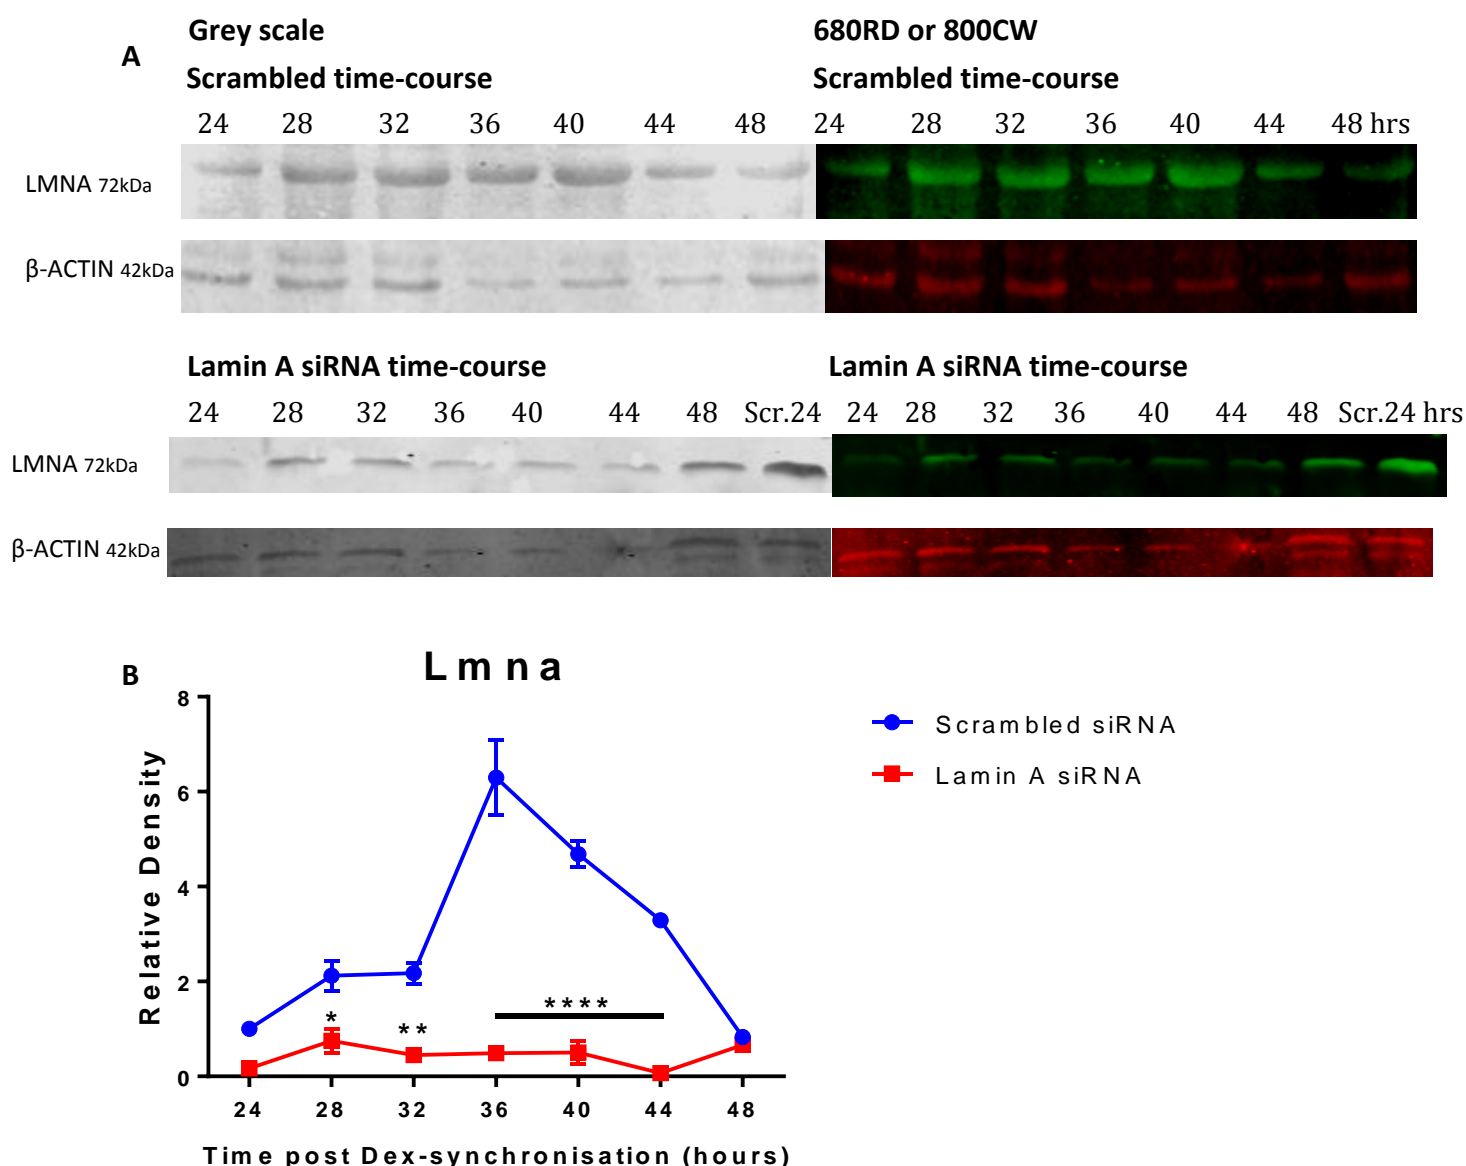 A
Grey scale
680RD or 800CW
Scrambled time-course
Scrambled time-course
24 28 32 36 40 44 48
24 28 32 36 40 44 48 hrs
LMNA 72kDa
β-ACTIN 42kDa
Lamin A siRNA time-course
Lamin A siRNA time-course
24 28 32 36 40 44 48 Scr.24
24 28 32 36 40 44 48 Scr.24 hrs
LMNA 72kDa
β-ACTIN 42kDa
B
Lmna
Relative Density
8
6
4
2
0
* ** ****
24 28 32 36 40 44 48
Time post Dex-synchronisation (hours)
Scrambled siRNA
Lamin A siRNA